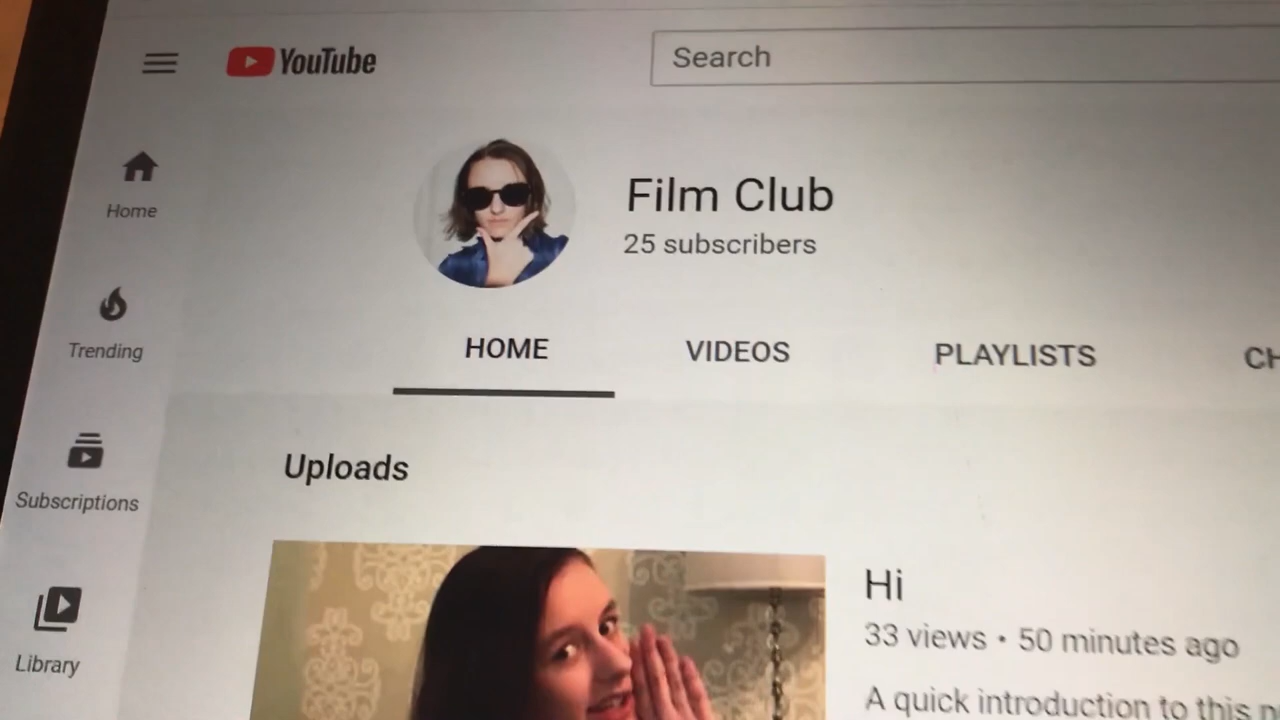 YouTube
Search
Home
Film Club
25 subscribers
Trending
HOME VIDEOS PLAYLISTS
Subscriptions
Uploads
Library
Hi
33 views • 50 minutes ago
A quick introduction to this